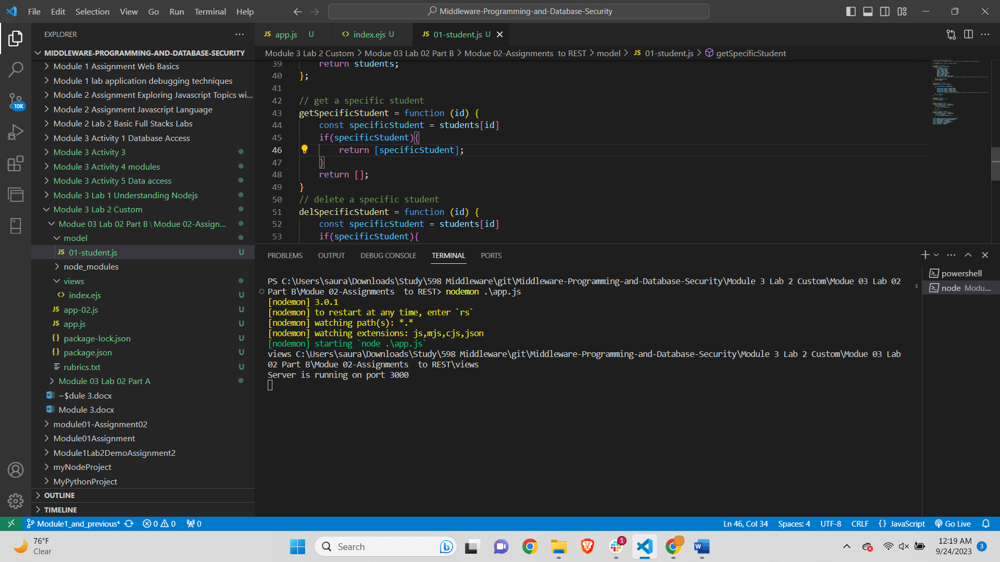 File Edit Selection View Go Run Terminal Help
Middleware-Programming-and-Database-Security
EXPLORER
MIDDLEWARE-PROGRAMMING-AND-DATABASE-SECURITY
Module 1 Assignment Web Basics
Module 1 lab application debugging techniques
Module 2 Assignment Exploring Javascript Topics wi...
Module 2 Assignment Javascript Language
Module 2 Lab 2 Basic Full Stacks Labs
Module 3 Activity 1 Database Access
Module 3 Activity 3
Module 3 Activity 4 modules
Module 3 Activity 5 Data access
Module 3 Lab 1 Understanding Nodejs
Module 3 Lab 2 Custom
Modue 03 Lab 02 Part B\Modue 02-Assign...
model
JS 01-student.js U
node_modules
views
<> index.ejs U
JS app-02.js U
JS app.js U
{} package-lock.json U
{} package.json U
rubrics.txt U
Module 03 Lab 02 Part A
~$dule 3.docx
Module 3.docx
module01-Assignment02
Module01Assignment
Module1Lab2DemoAssignment2
myNodeProject
MyPythonProject
OUTLINE
TIMELINE
10K
JS app.js U <> index.ejs U JS 01-student.js U
Module 3 Lab 2 Custom > Modue 03 Lab 02 Part B > Modue 02-Assignments  to REST > model > JS 01-student.js > getSpecificStudent
39 return students;
40 };
41
42 // get a specific student
43 getSpecificStudent = function (id) {
44 const specificStudent = students[id]
45 if(specificStudent){
46 return [specificStudent];
47 }
48 return [];
49 }
50 // delete a specific student
51 delSpecificStudent = function (id) {
52 const specificStudent = students[id]
53 if(specificStudent){
PROBLEMS OUTPUT DEBUG CONSOLE TERMINAL PORTS
PS C:\Users\saura\Downloads\Study\598 Middleware\git\Middleware-Programming-and-Database-Security\Module 3 Lab 2 Custom\Modue 03 Lab 02
Part B\Modue 02-Assignments  to REST> nodemon .\app.js
[nodemon] 3.0.1
[nodemon] to restart at any time, enter `rs`
[nodemon] watching path(s): *.*
[nodemon] watching extensions: js,mjs,cjs,json
[nodemon] starting `node .\app.js`
views C:\Users\saura\Downloads\Study\598 Middleware\git\Middleware-Programming-and-Database-Security\Module 3 Lab 2 Custom\Modue 03 Lab
02 Part B\Modue 02-Assignments  to REST\views
Server is running on port 3000
powershell
node Modu...
Module1_and_previous* 0 0 0
Ln 46, Col 34 Spaces: 4 UTF-8 CRLF {} JavaScript Go Live
76°F
Clear
Search
1
12:19 AM
9/24/2023
3